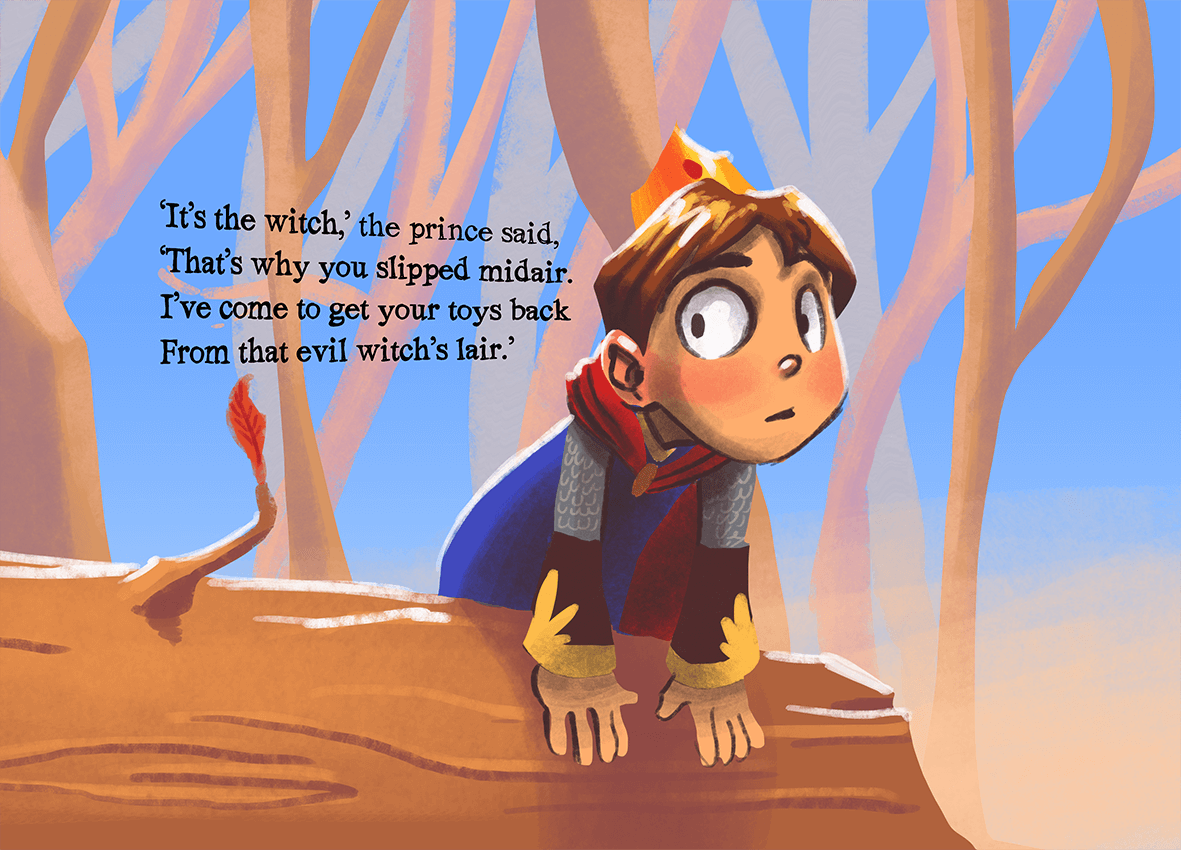 ‘It’s the witch,’ the prince said,
‘That’s why you slipped midair.
I’ve come to get your toys back
From that evil witch’s lair.’